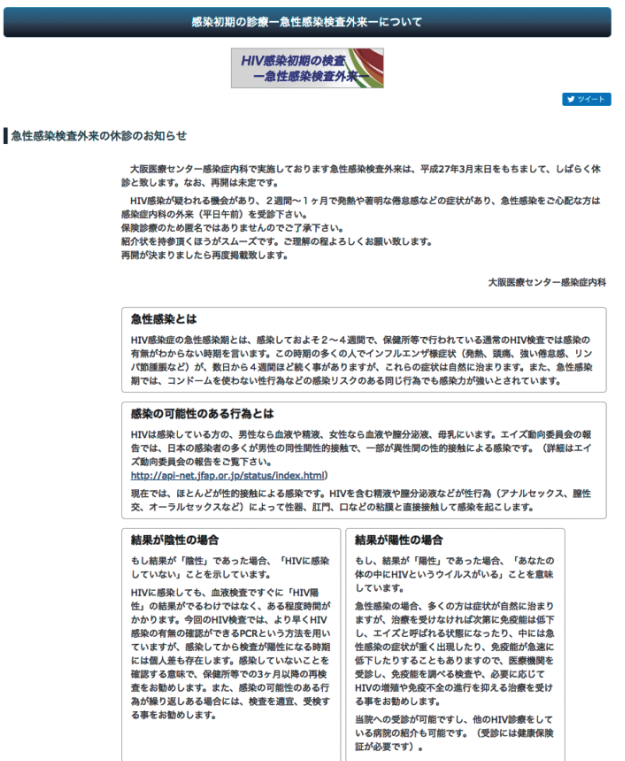 感染初期の診療ー急性感染検査外来ーについて
HIV感染初期の検査
ー急性感染検査外来ー
ツイート
急性感染検査外来の休診のお知らせ
大阪医療センター感染症内科で実施しております急性感染検査外来は、平成27年3月末日をもちまして、しばらく休
診と致します。なお、再開は未定です。
HIV感染が疑われる機会があり、２週間〜１ヶ月で発熱や著明な倦怠感などの症状があり、急性感染をご心配な方は
感染症内科の外来（平日午前）を受診下さい。
保険診療のため匿名ではありませんのでご了承下さい。
紹介状を持参頂くほうがスムーズです。ご理解の程よろしくお願い致します。
再開が決まりましたら再度掲載致します。
大阪医療センター感染症内科
急性感染とは
HIV感染症の急性感染期とは、感染しておよそ２〜４週間で、保健所等で行われている通常のHIV検査では感染の
有無がわからない時期を言います。この時期の多くの人でインフルエンザ様症状（発熱、頭痛、強い倦怠感、リン
パ節腫脹など）が、数日から４週間ほど続く事がありますが、これらの症状は自然に治まります。また、急性感染
期では、コンドームを使わない性行為などの感染リスクのある同じ行為でも感染力が強いとされています。
感染の可能性のある行為とは
HIVは感染している方の、男性なら血液や精液、女性なら血液や膣分泌液、母乳にいます。エイズ動向委員会の報
告では、日本の感染者の多くが男性の同性間性的接触で、一部が異性間の性的接触による感染です。（詳細はエイ
ズ動向委員会の報告をご覧下さい。
http://api-net.jfap.or.jp/status/index.html）
現在では、ほとんどが性的接触による感染です。HIVを含む精液や膣分泌液などが性行為（アナルセックス、膣性
交、オーラルセックスなど）によって性器、肛門、口などの粘膜と直接接触して感染を起こします。
結果が陰性の場合
もし結果が「陰性」であった場合、「HIVに感染
していない」ことを示しています。
HIVに感染しても、血液検査ですぐに「HIV陽
性」の結果がでるわけではなく、ある程度時間が
かかります。今回のHIV検査では、より早くHIV
感染の有無の確認ができるPCRという方法を用い
ていますが、感染してから検査が陽性になる時期
には個人差も存在します。感染していないことを
確認する意味で、保健所等での3ヶ月以降の再検
査をお勧めします。また、感染の可能性のある行
為が繰り返しある場合には、検査を適宜、受検す
る事をお勧めします。
結果が陽性の場合
もし、結果が「陽性」であった場合、「あなたの
体の中にHIVというウイルスがいる」ことを意味
しています。
急性感染の場合、多くの方は症状が自然に治まり
ますが、治療を受けなければ次第に免疫能は低下
し、エイズと呼ばれる状態になったり、中には急
性感染の症状が重く出現したり、免疫能が急速に
低下したりすることもありますので、医療機関を
受診し、免疫能を調べる検査や、必要に応じて
HIVの増殖や免疫不全の進行を抑える治療を受け
る事をお勧めします。
当院への受診が可能ですし、他のHIV診療をして
いる病院の紹介も可能です。（受診には健康保険
証が必要です）。